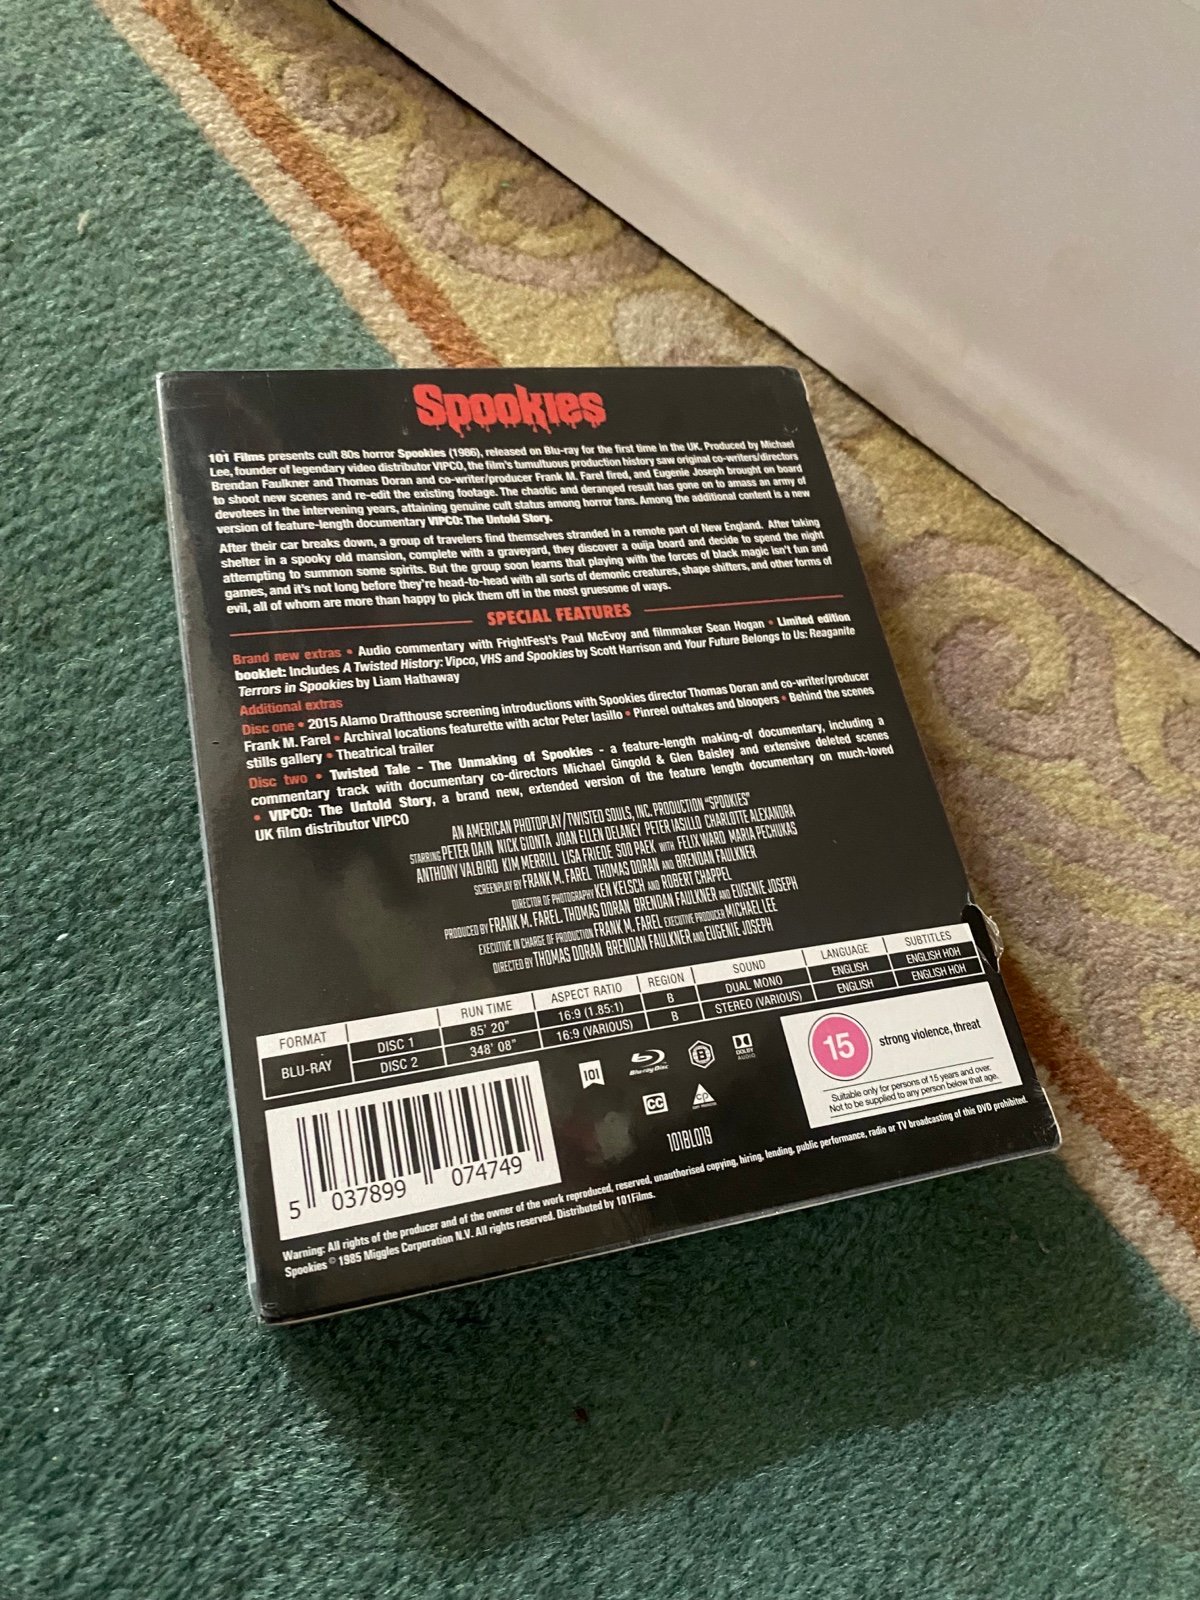 Spookies
101 Films presents cult 80s horror Spookies (1986), released on Blu-ray for the first time in the UK. Produced by Michael
Lee, founder of legendary video distributor VIPCO, the film's tumultuous production history saw original co-writers/directors
Brendan Faulkner and Thomas Doran and co-writer/producer Frank M. Farel fired, and Eugenie Joseph brought on board
to shoot new scenes and re-edit the existing footage. The chaotic and deranged result has gone on to amass an army of
devotees in the intervening years, attaining genuine cult status among horror fans. Among the additional content is a new
version of feature-length documentary VIPCO: The Untold Story.
After their car breaks down, a group of travelers find themselves stranded in a remote part of New England. After taking
shelter in a spooky old mansion, complete with a graveyard, they discover a ouija board and decide to spend the night
attempting to summon some spirits. But the group soon learns that playing with the forces of black magic isn't fun and
games, and it's not long before they're head-to-head with all sorts of demonic creatures, shape shifters, and other forms of
evil, all of whom are more than happy to pick them off in the most gruesome of ways.
SPECIAL FEATURES
Brand new extras • Audio commentary with FrightFest's Paul McEvoy and filmmaker Sean Hogan • Limited edition
booklet: Includes A Twisted History: Vipco, VHS and Spookies by Scott Harrison and Your Future Belongs to Us: Reaganite
Terrors in Spookies by Liam Hathaway
Additional extras
Disc one • 2015 Alamo Drafthouse screening introductions with Spookies director Thomas Doran and co-writer/producer
Frank M. Farel • Archival locations featurette with actor Peter Iasillo • Pinreel outtakes and bloopers • Behind the scenes
stills gallery • Theatrical trailer
Disc two • Twisted Tale - The Unmaking of Spookies - a feature-length making-of documentary, including a
commentary track with documentary co-directors Michael Gingold & Glen Baisley and extensive deleted scenes
• VIPCO: The Untold Story, a brand new, extended version of the feature length documentary on much-loved
UK film distributor VIPCO
AN AMERICAN PHOTOPLAY/TWISTED SOULS, INC. PRODUCTION "SPOOKIES"
STARRING PETER DAIN NICK GIONTA JOAN ELLEN DELANEY PETER IASILLO CHARLOTTE ALEXANDRA
ANTHONY VALBIRO KIM MERRILL LISA FRIEDE SOO PAEK WITH FELIX WARD MARIA PECHUKAS
SCREENPLAY BY FRANK M. FAREL THOMAS DORAN AND BRENDAN FAULKNER
DIRECTOR OF PHOTOGRAPHY KEN KELSCH AND ROBERT CHAPPEL
PRODUCED BY FRANK M. FAREL. THOMAS DORAN BRENDAN FAULKNER AND EUGENIE JOSEPH
EXECUTIVE IN CHARGE OF PRODUCTION FRANK M. FAREL EXECUTIVE PRODUCER MICHAEL LEE
DIRECTED BY THOMAS DORAN BRENDAN FAULKNER AND EUGENIE JOSEPH
FORMAT RUN TIME ASPECT RATIO REGION SOUND LANGUAGE SUBTITLES
BLU-RAY DISC 1 85' 20" 16:9 (1.85:1) B DUAL MONO ENGLISH ENGLISH HOH
DISC 2 348' 08" 16:9 (VARIOUS) B STEREO (VARIOUS) ENGLISH ENGLISH HOH
101
Blu-ray Disc
B
DOLBY
AUDIO
CC
cp
101BL019
15 strong violence, threat
Suitable only for persons of 15 years and over.
Not to be supplied to any person below that age.
5 037899 074749
Warning: All rights of the producer and of the owner of the work reproduced, reserved, unauthorised copying, hiring, lending, public performance, radio or TV broadcasting of this DVD prohibited.
Spookies © 1985 Miggles Corporation N.V. All rights reserved. Distributed by 101Films.